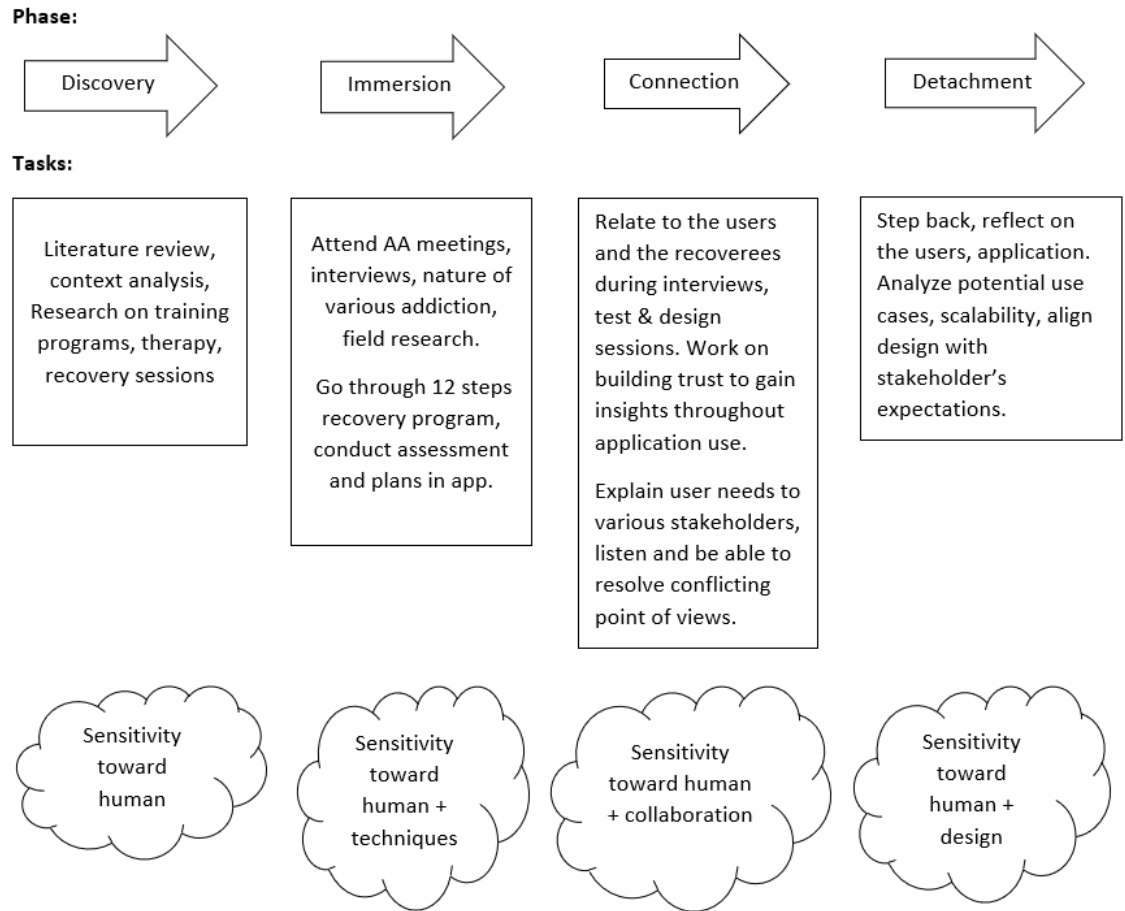 Phase:
Discovery
Immersion
Connection
Detachment
Tasks:
Literature review,
context analysis,
Research on training
programs, therapy,
recovery sessions
Attend AA meetings,
interviews, nature of
various addiction,
field research.
Go through 12 steps
recovery program,
conduct assessment
and plans in app.
Relate to the users
and the recoverees
during interviews,
test & design
sessions. Work on
building trust to gain
insights throughout
application use.
Explain user needs to
various stakeholders,
listen and be able to
resolve conflicting
point of views.
Step back, reflect on
the users, application.
Analyze potential use
cases, scalability, align
design with
stakeholder’s
expectations.
Sensitivity
toward
human
Sensitivity
toward
human +
techniques
Sensitivity
toward human
+ collaboration
Sensitivity
toward
human +
design